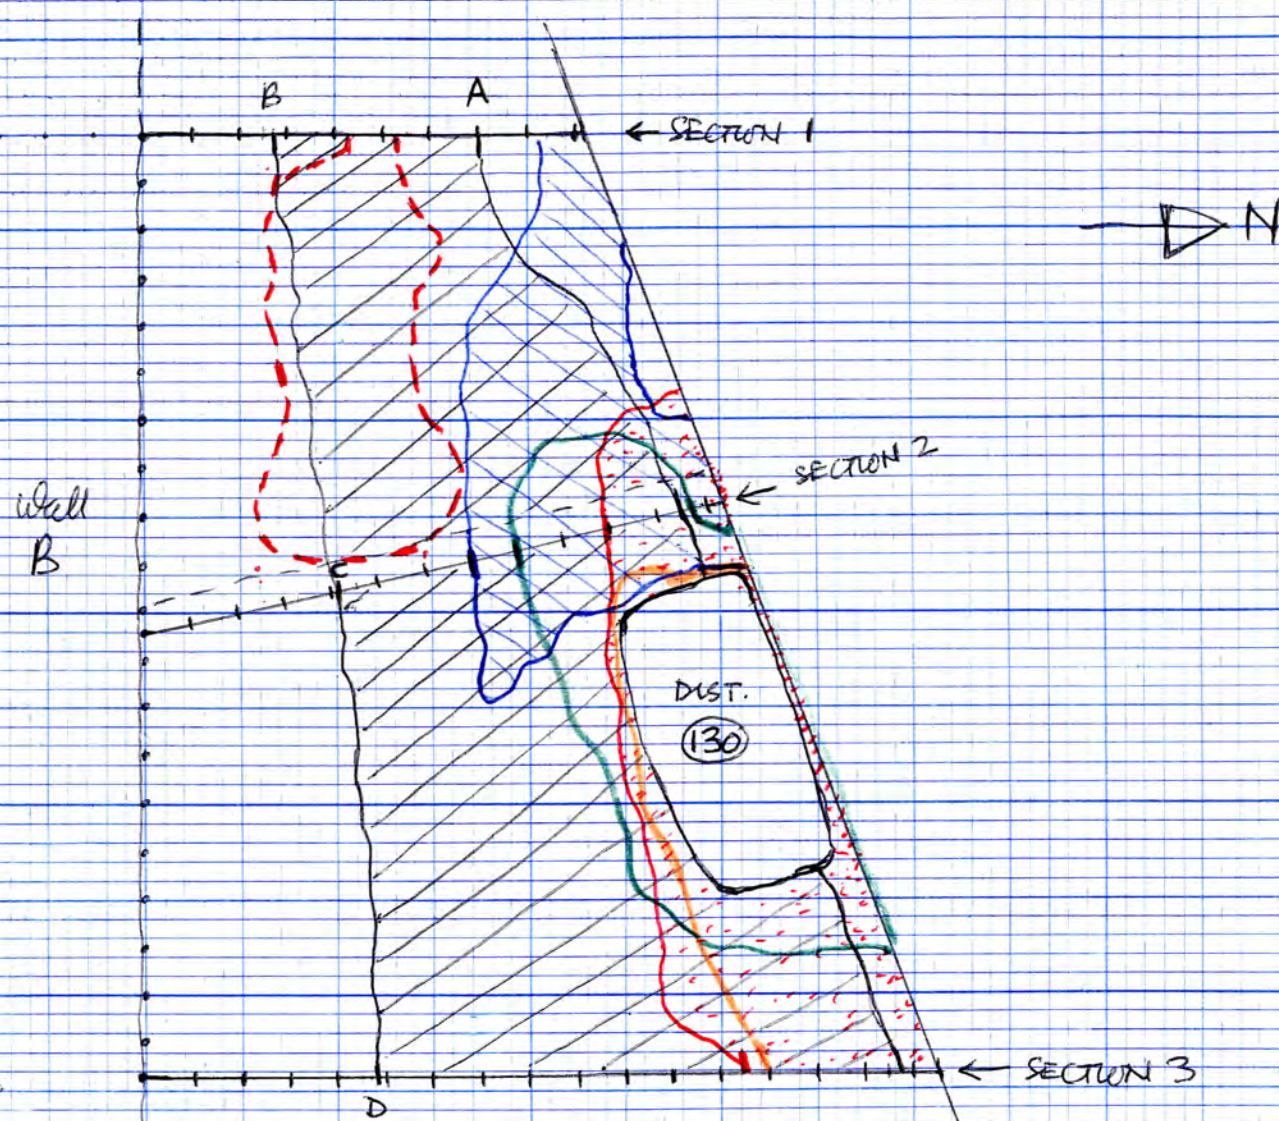 B
A
← SECTION 1
N
← SECTION 2
Wall
B
C
DIST.
130
← SECTION 3
D